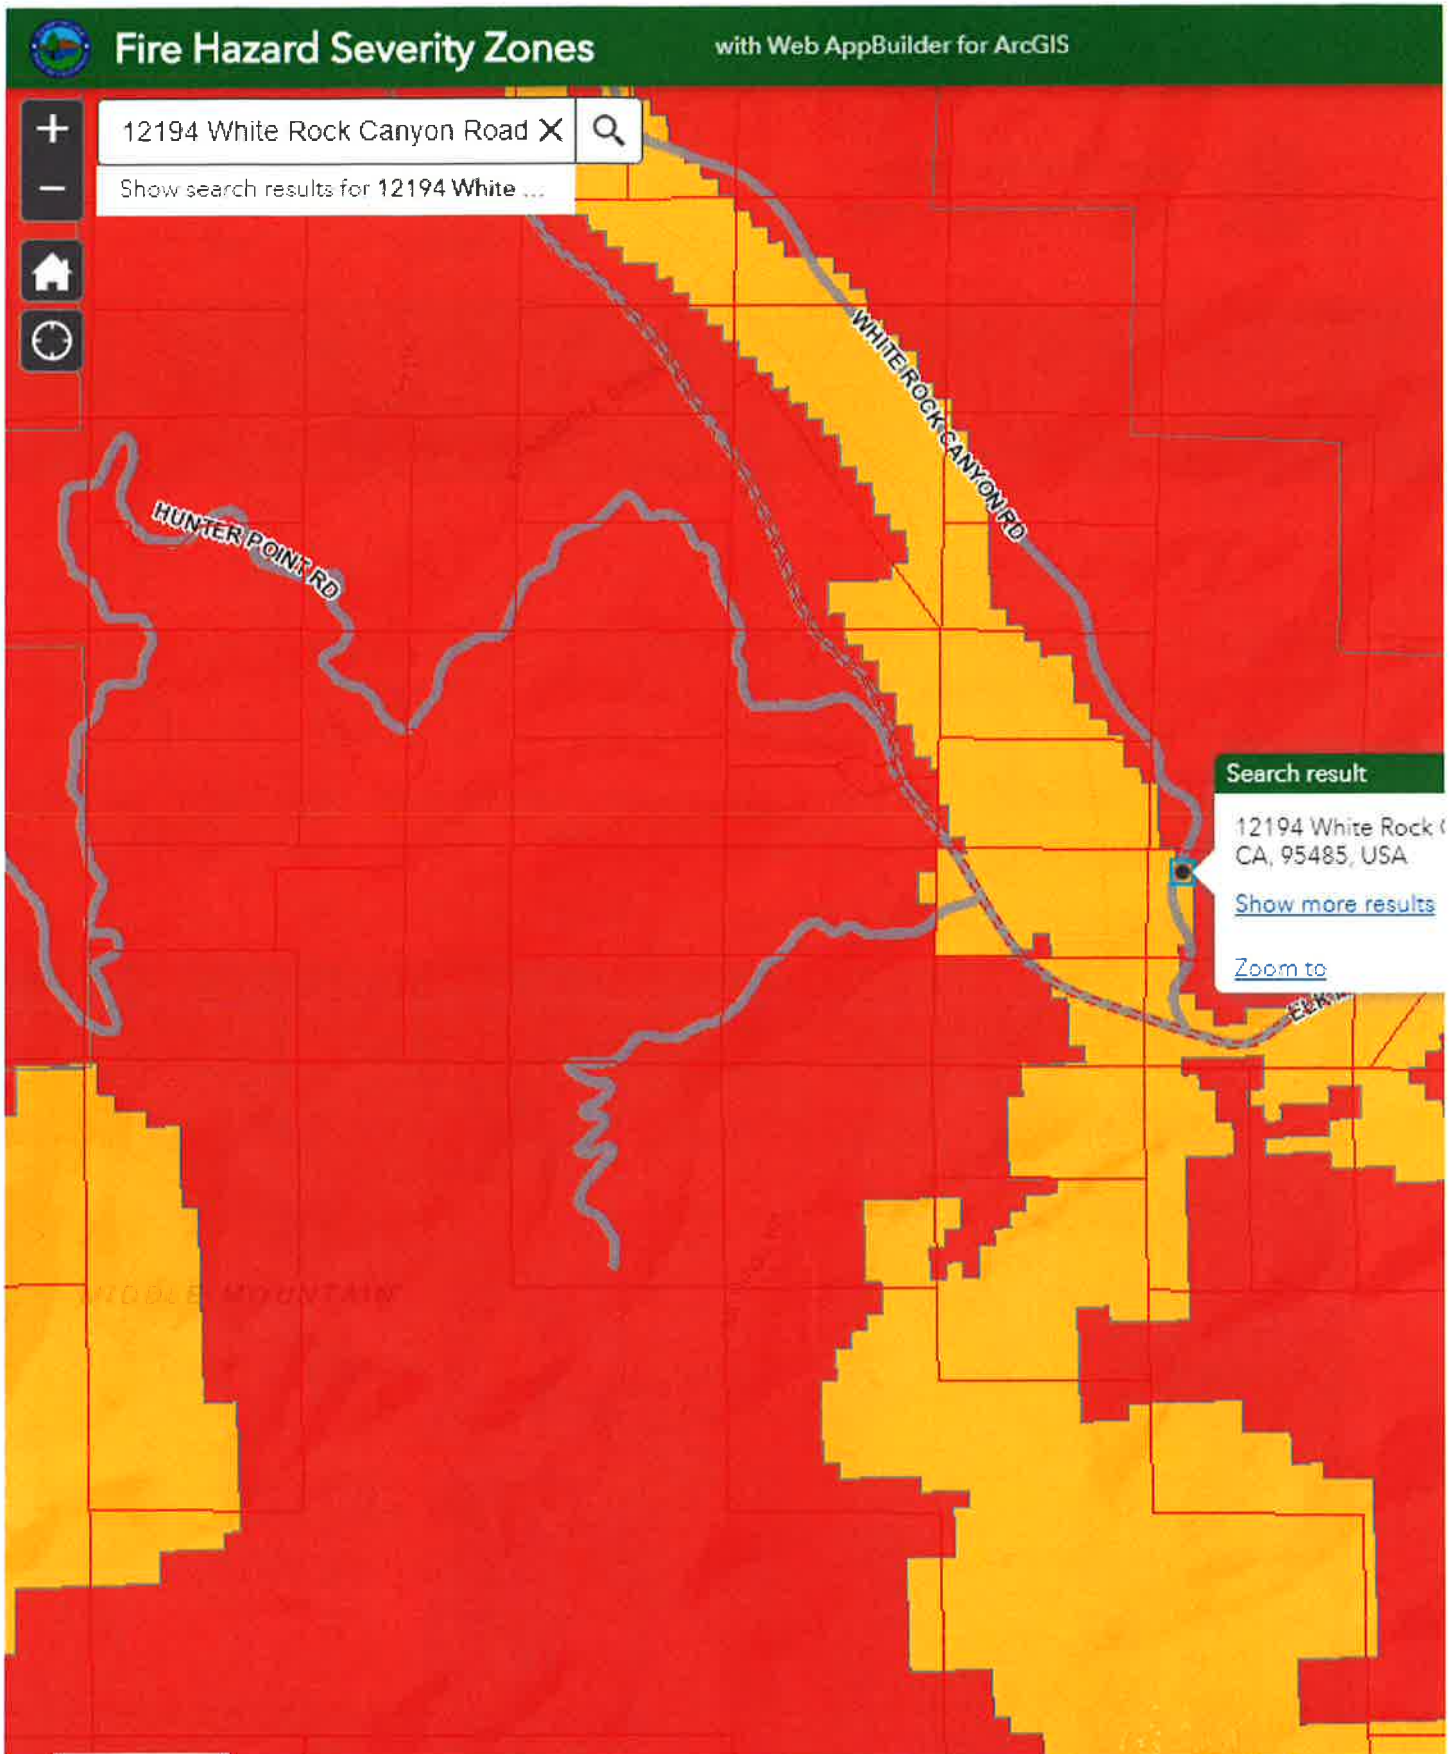 Fire Hazard Severity Zones
with Web AppBuilder for ArcGIS
+
12194 White Rock Canyon Road X
−
Show search results for 12194 White ...
WHITE ROCK CANYON RD
HUNTER POINT RD
Search result
12194 White Rock
CA, 95485, USA
Show more results
Zoom to
ELK
MIDDLE MOUNTAIN